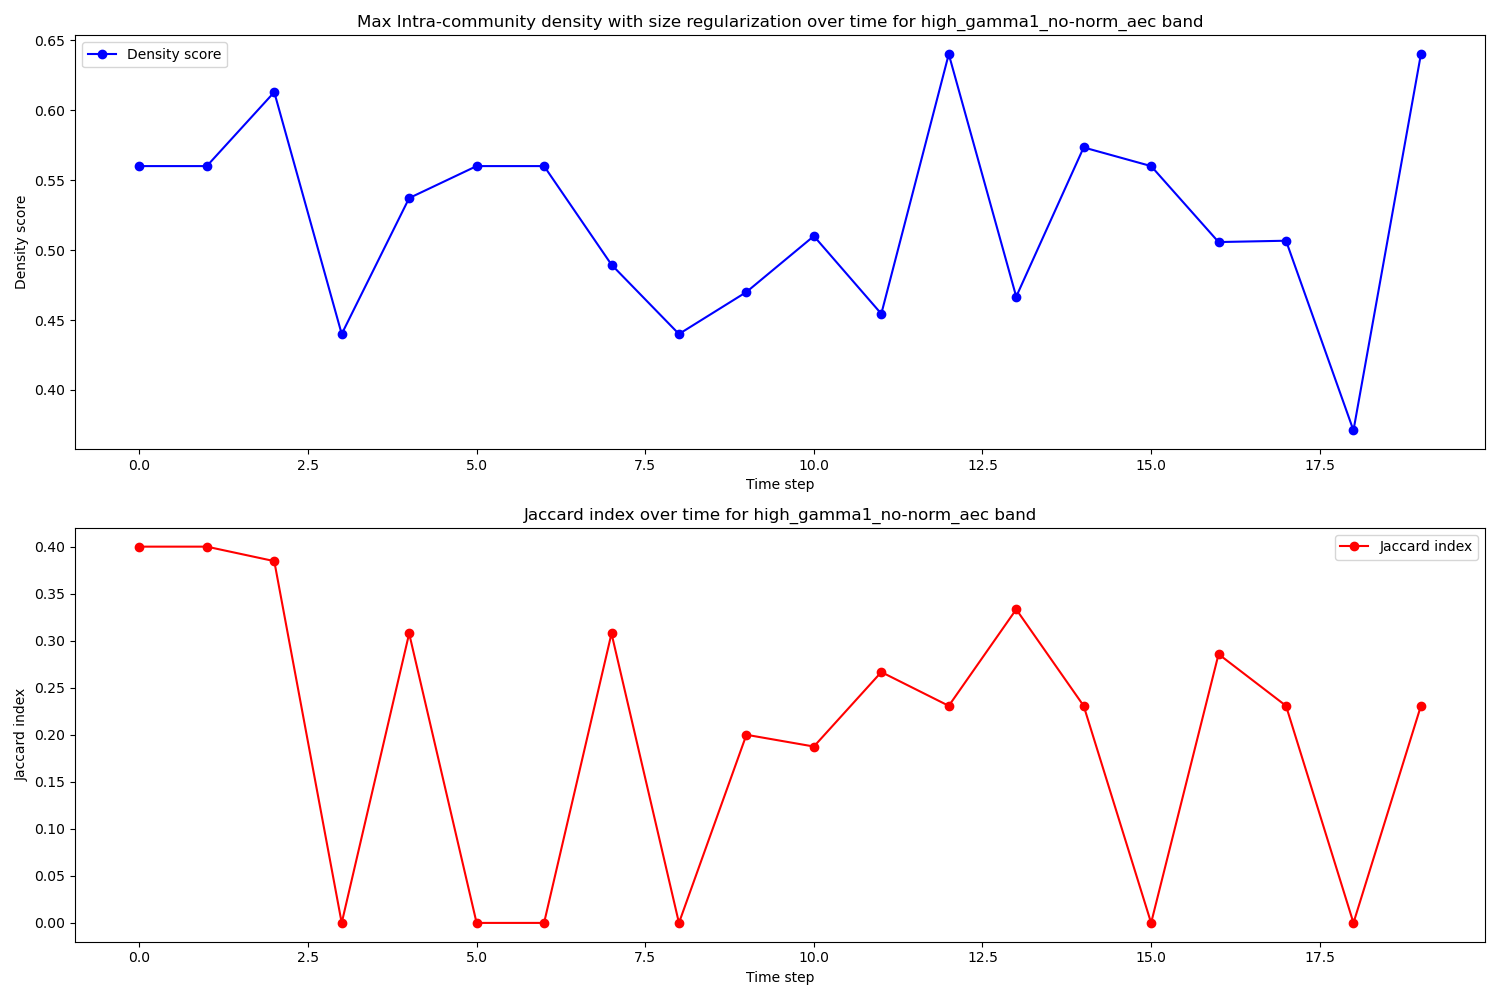 Max Intra-community density with size regularization over time for high_gamma1_no-norm_aec band
Density score
0.65
0.60
0.55
0.50
0.45
0.40
Density score
0.0 2.5 5.0 7.5 10.0 12.5 15.0 17.5
Time step
Jaccard index over time for high_gamma1_no-norm_aec band
Jaccard index
0.40
0.35
0.30
0.25
0.20
0.15
0.10
0.05
0.00
Jaccard index
0.0 2.5 5.0 7.5 10.0 12.5 15.0 17.5
Time step